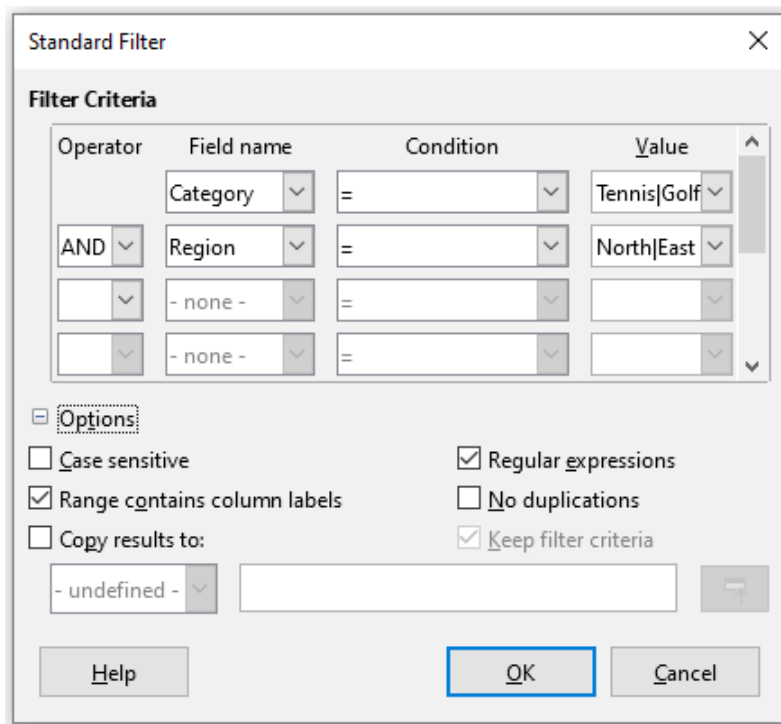 Standard Filter
Filter Criteria
Operator Field name Condition Value
Category = Tennis|Golf
AND Region = North|East
- none - =
- none - =
Options
Case sensitive Regular expressions
Range contains column labels No duplications
Copy results to: Keep filter criteria
- undefined -
Help OK Cancel